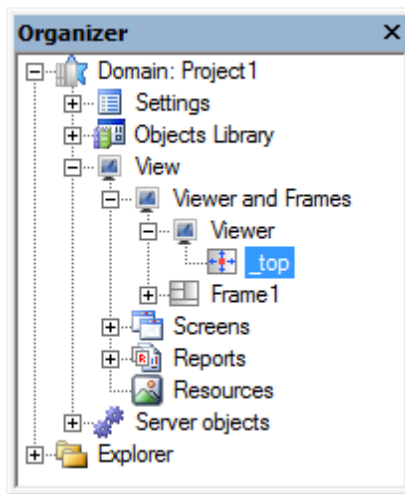 Organizer
Domain: Project1
Settings
Objects Library
View
Viewer and Frames
Viewer
_top
Frame1
Screens
Reports
Resources
Server objects
Explorer